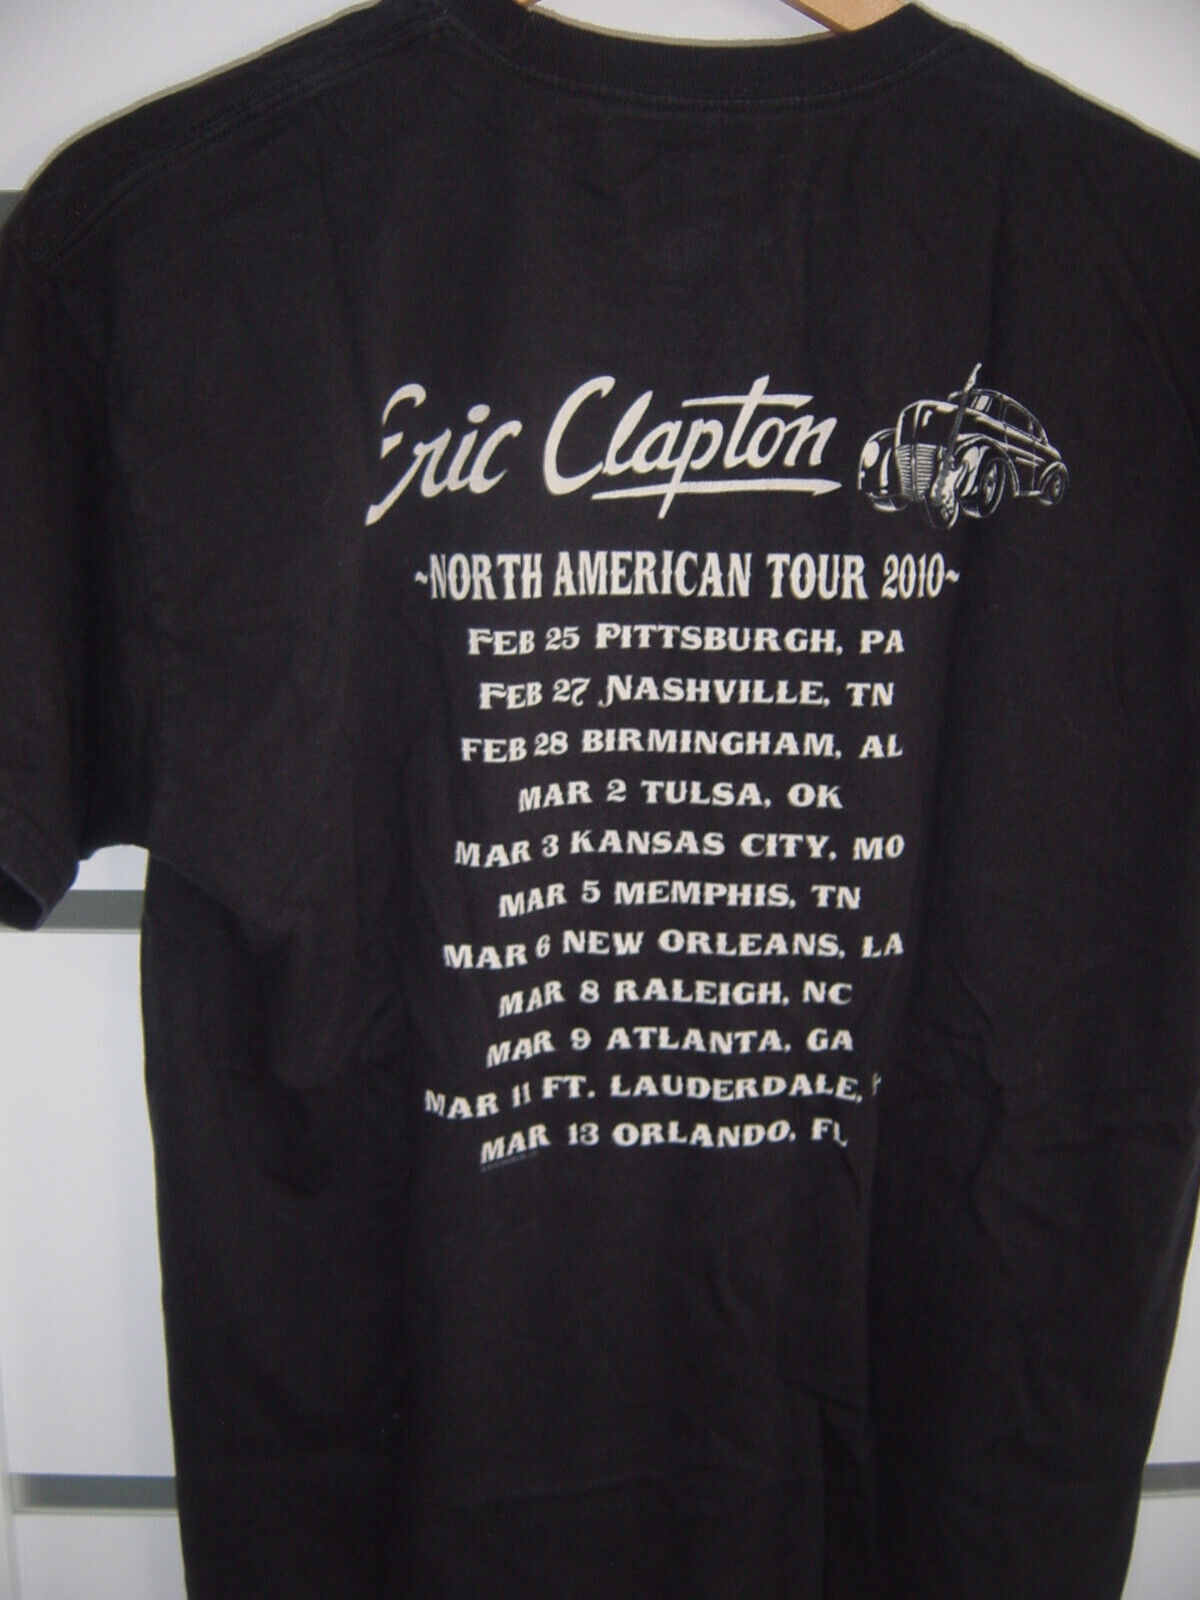 Eric Clapton
~NORTH AMERICAN TOUR 2010~
FEB 25 PITTSBURGH, PA
FEB 27 NASHVILLE, TN
FEB 28 BIRMINGHAM, AL
MAR 2 TULSA, OK
MAR 3 KANSAS CITY, MO
MAR 5 MEMPHIS, TN
MAR 6 NEW ORLEANS, LA
MAR 8 RALEIGH, NC
MAR 9 ATLANTA, GA
MAR 11 FT. LAUDERDALE,
MAR 13 ORLANDO, FL